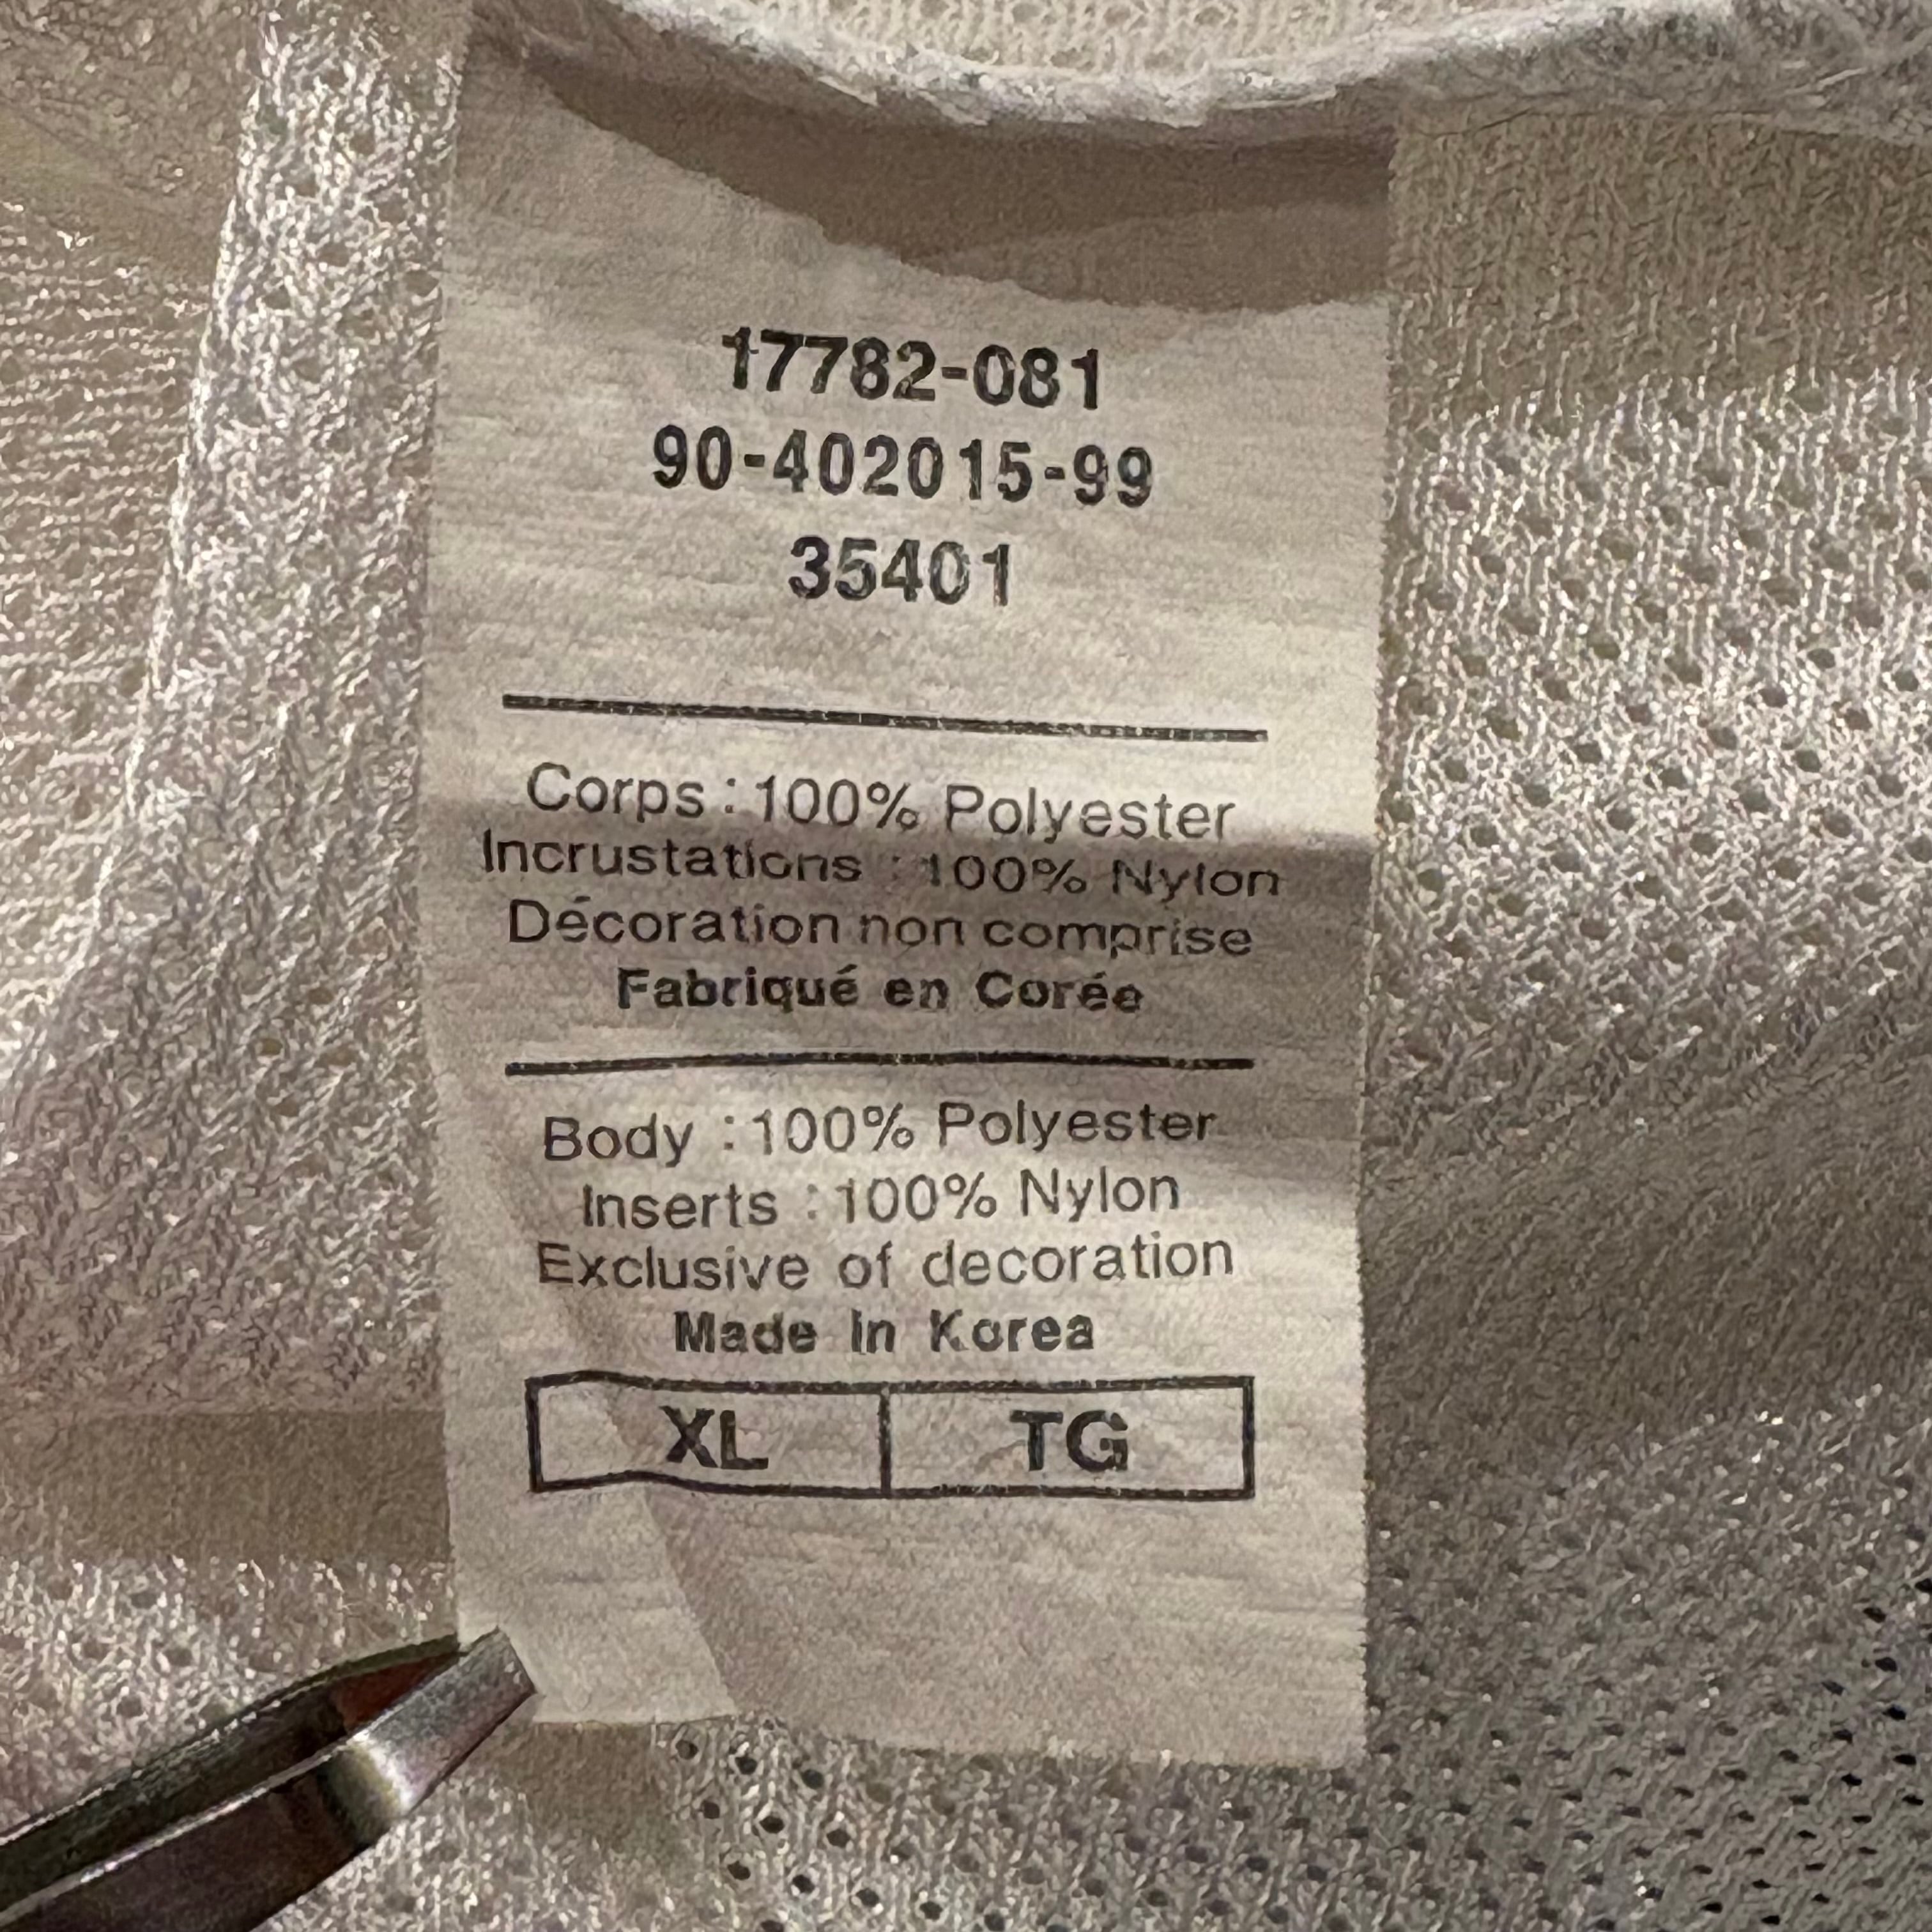 17782-081
90-402015-99
35401
Corps : 100% Polyester
Incrustations : 100% Nylon
Décoration non comprise
Fabriqué en Corée
Body : 100% Polyester
Inserts : 100% Nylon
Exclusive of decoration
Made In Korea
XL TG